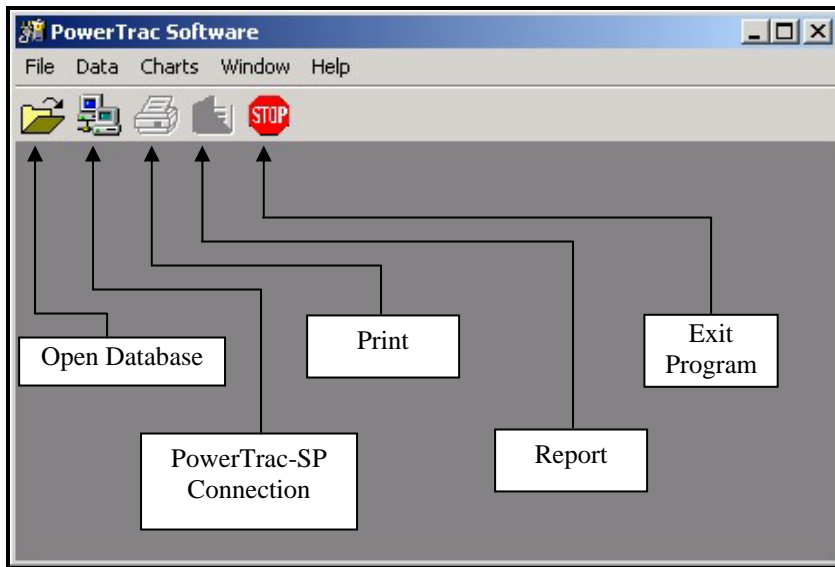 PowerTrac Software
File Data Charts Window Help
STOP
Open Database
Print
Exit
Program
PowerTrac-SP
Connection
Report